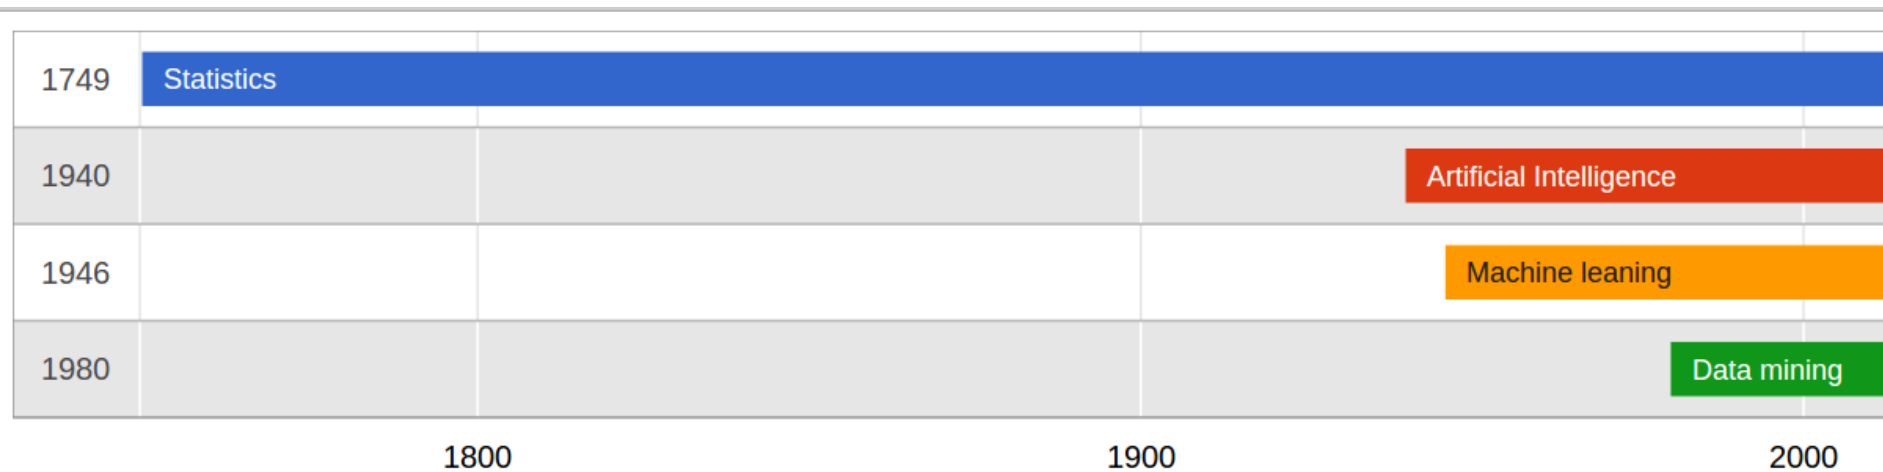 1749 Statistics
1940 Artificial Intelligence
1946 Machine leaning
1980 Data mining
1800 1900 2000